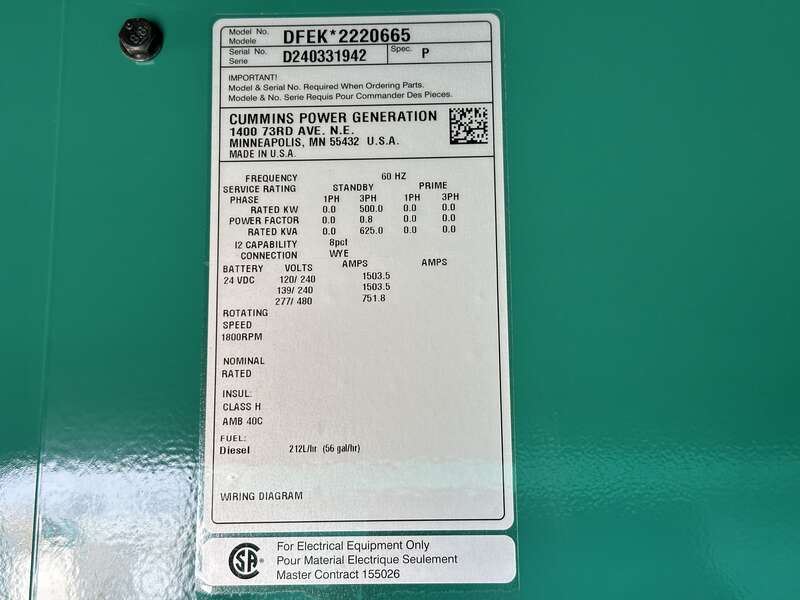 Model No. DFEK*2220665
Modele
Serial No. D240331942 Spec. P
Serie
IMPORTANT!
Model & Serial No. Required When Ordering Parts.
Modele & No. Serie Requis Pour Commander Des Pieces.
CUMMINS POWER GENERATION
1400 73RD AVE. N.E.
MINNEAPOLIS, MN 55432 U.S.A.
MADE IN U.S.A.
FREQUENCY 60 HZ
SERVICE RATING STANDBY PRIME
PHASE 1PH 3PH 1PH 3PH
RATED KW 0.0 500.0 0.0 0.0
POWER FACTOR 0.0 0.8 0.0 0.0
RATED KVA 0.0 625.0 0.0 0.0
I2 CAPABILITY 8pct
CONNECTION WYE
BATTERY VOLTS AMPS AMPS
24 VDC 120/ 240 1503.5
139/ 240 1503.5
277/ 480 751.8
ROTATING
SPEED
1800RPM
NOMINAL
RATED
INSUL:
CLASS H
AMB 40C
FUEL:
Diesel 212L/hr (56 gal/hr)
WIRING DIAGRAM
For Electrical Equipment Only
Pour Material Electrique Seulement
Master Contract 155026